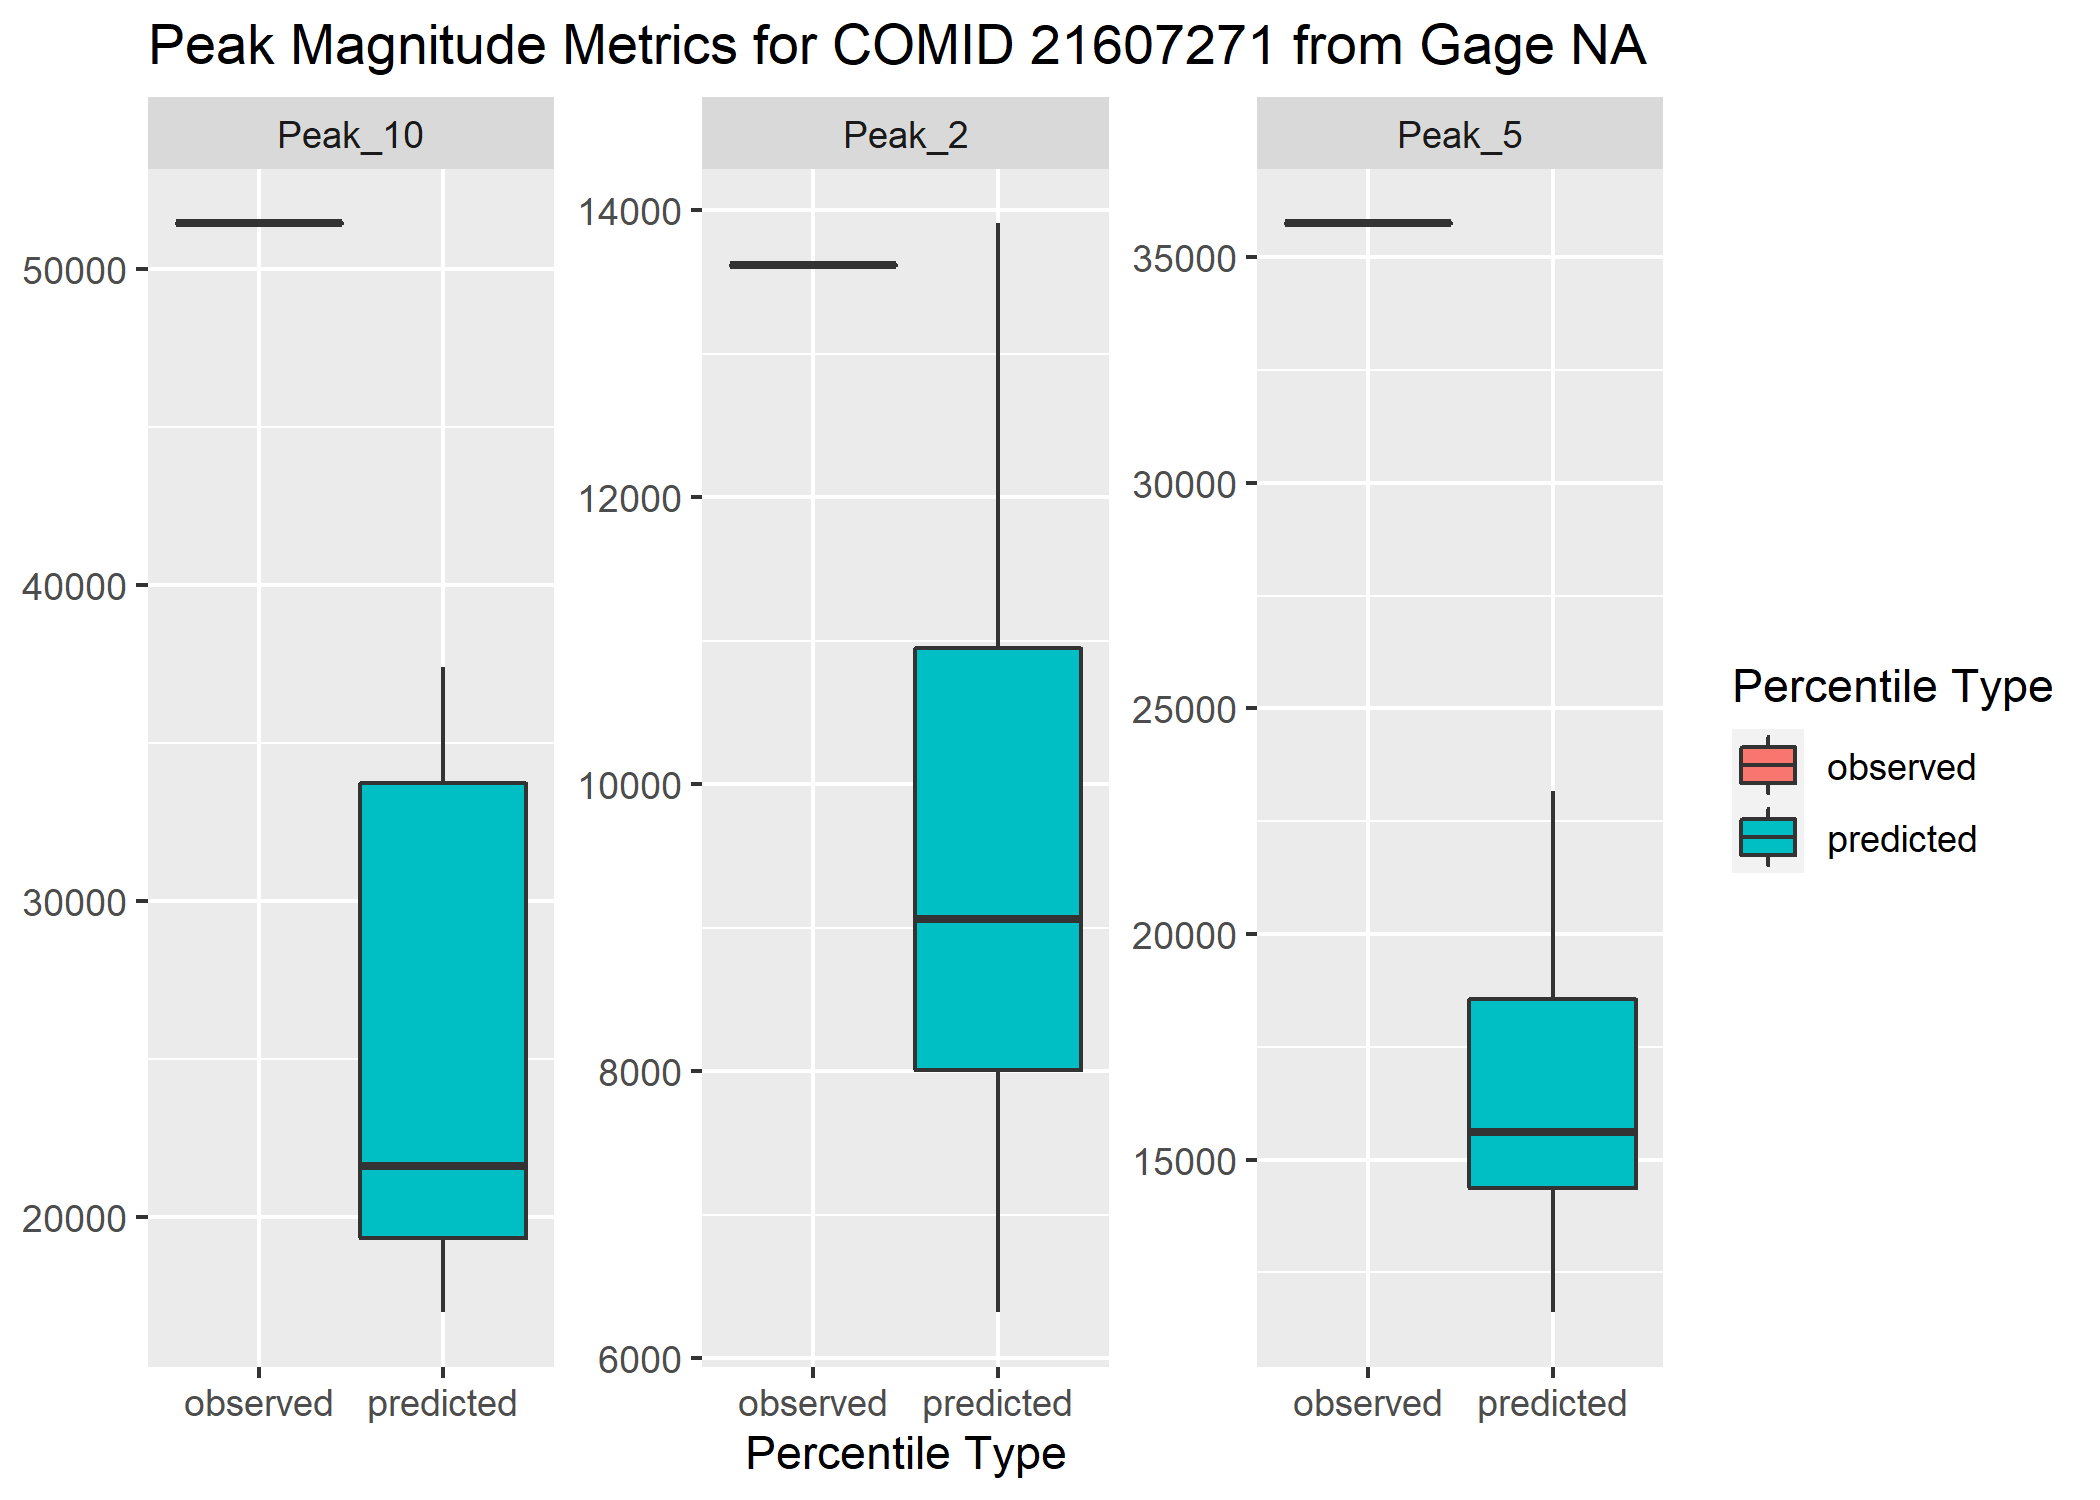 Peak Magnitude Metrics for COMID 21607271 from Gage NA
Peak_10
Peak_2
Peak_5
50000
40000
30000
20000
14000
12000
10000
8000
6000
35000
30000
25000
20000
15000
observed predicted
observed predicted
observed predicted
Percentile Type
Percentile Type
observed
predicted